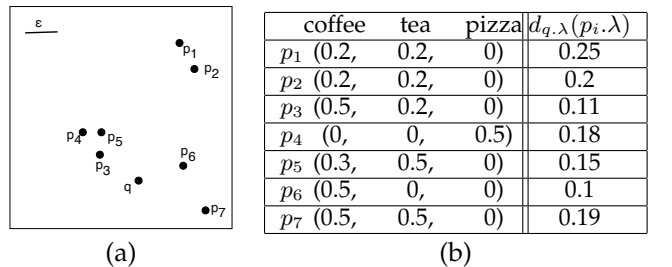 ε
p1
p2
p4
p5
p3
p6
q
p7
(a)
coffee tea pizza d_{q.λ}(p_i.λ)
p1 (0.2, 0.2, 0) 0.25
p2 (0.2, 0.2, 0) 0.2
p3 (0.5, 0.2, 0) 0.11
p4 (0, 0, 0.5) 0.18
p5 (0.3, 0.5, 0) 0.15
p6 (0.5, 0, 0) 0.1
p7 (0.5, 0.5, 0) 0.19
(b)